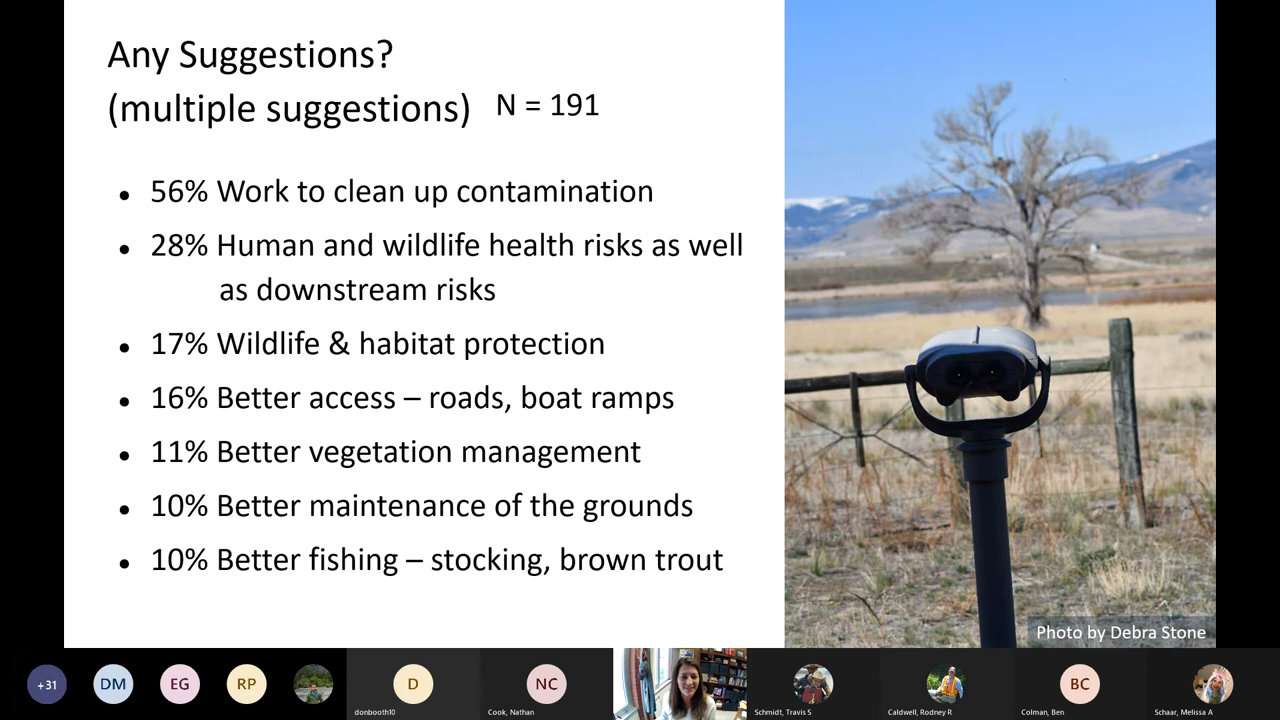 Any Suggestions?
(multiple suggestions) N = 191
• 56% Work to clean up contamination
• 28% Human and wildlife health risks as well
as downstream risks
• 17% Wildlife & habitat protection
• 16% Better access – roads, boat ramps
• 11% Better vegetation management
• 10% Better maintenance of the grounds
• 10% Better fishing – stocking, brown trout
Photo by Debra Stone
+31 DM EG RP D NC BC
donbooth10 Cook, Nathan Schmidt, Travis S Caldwell, Rodney R Colman, Ben Schaar, Melissa A